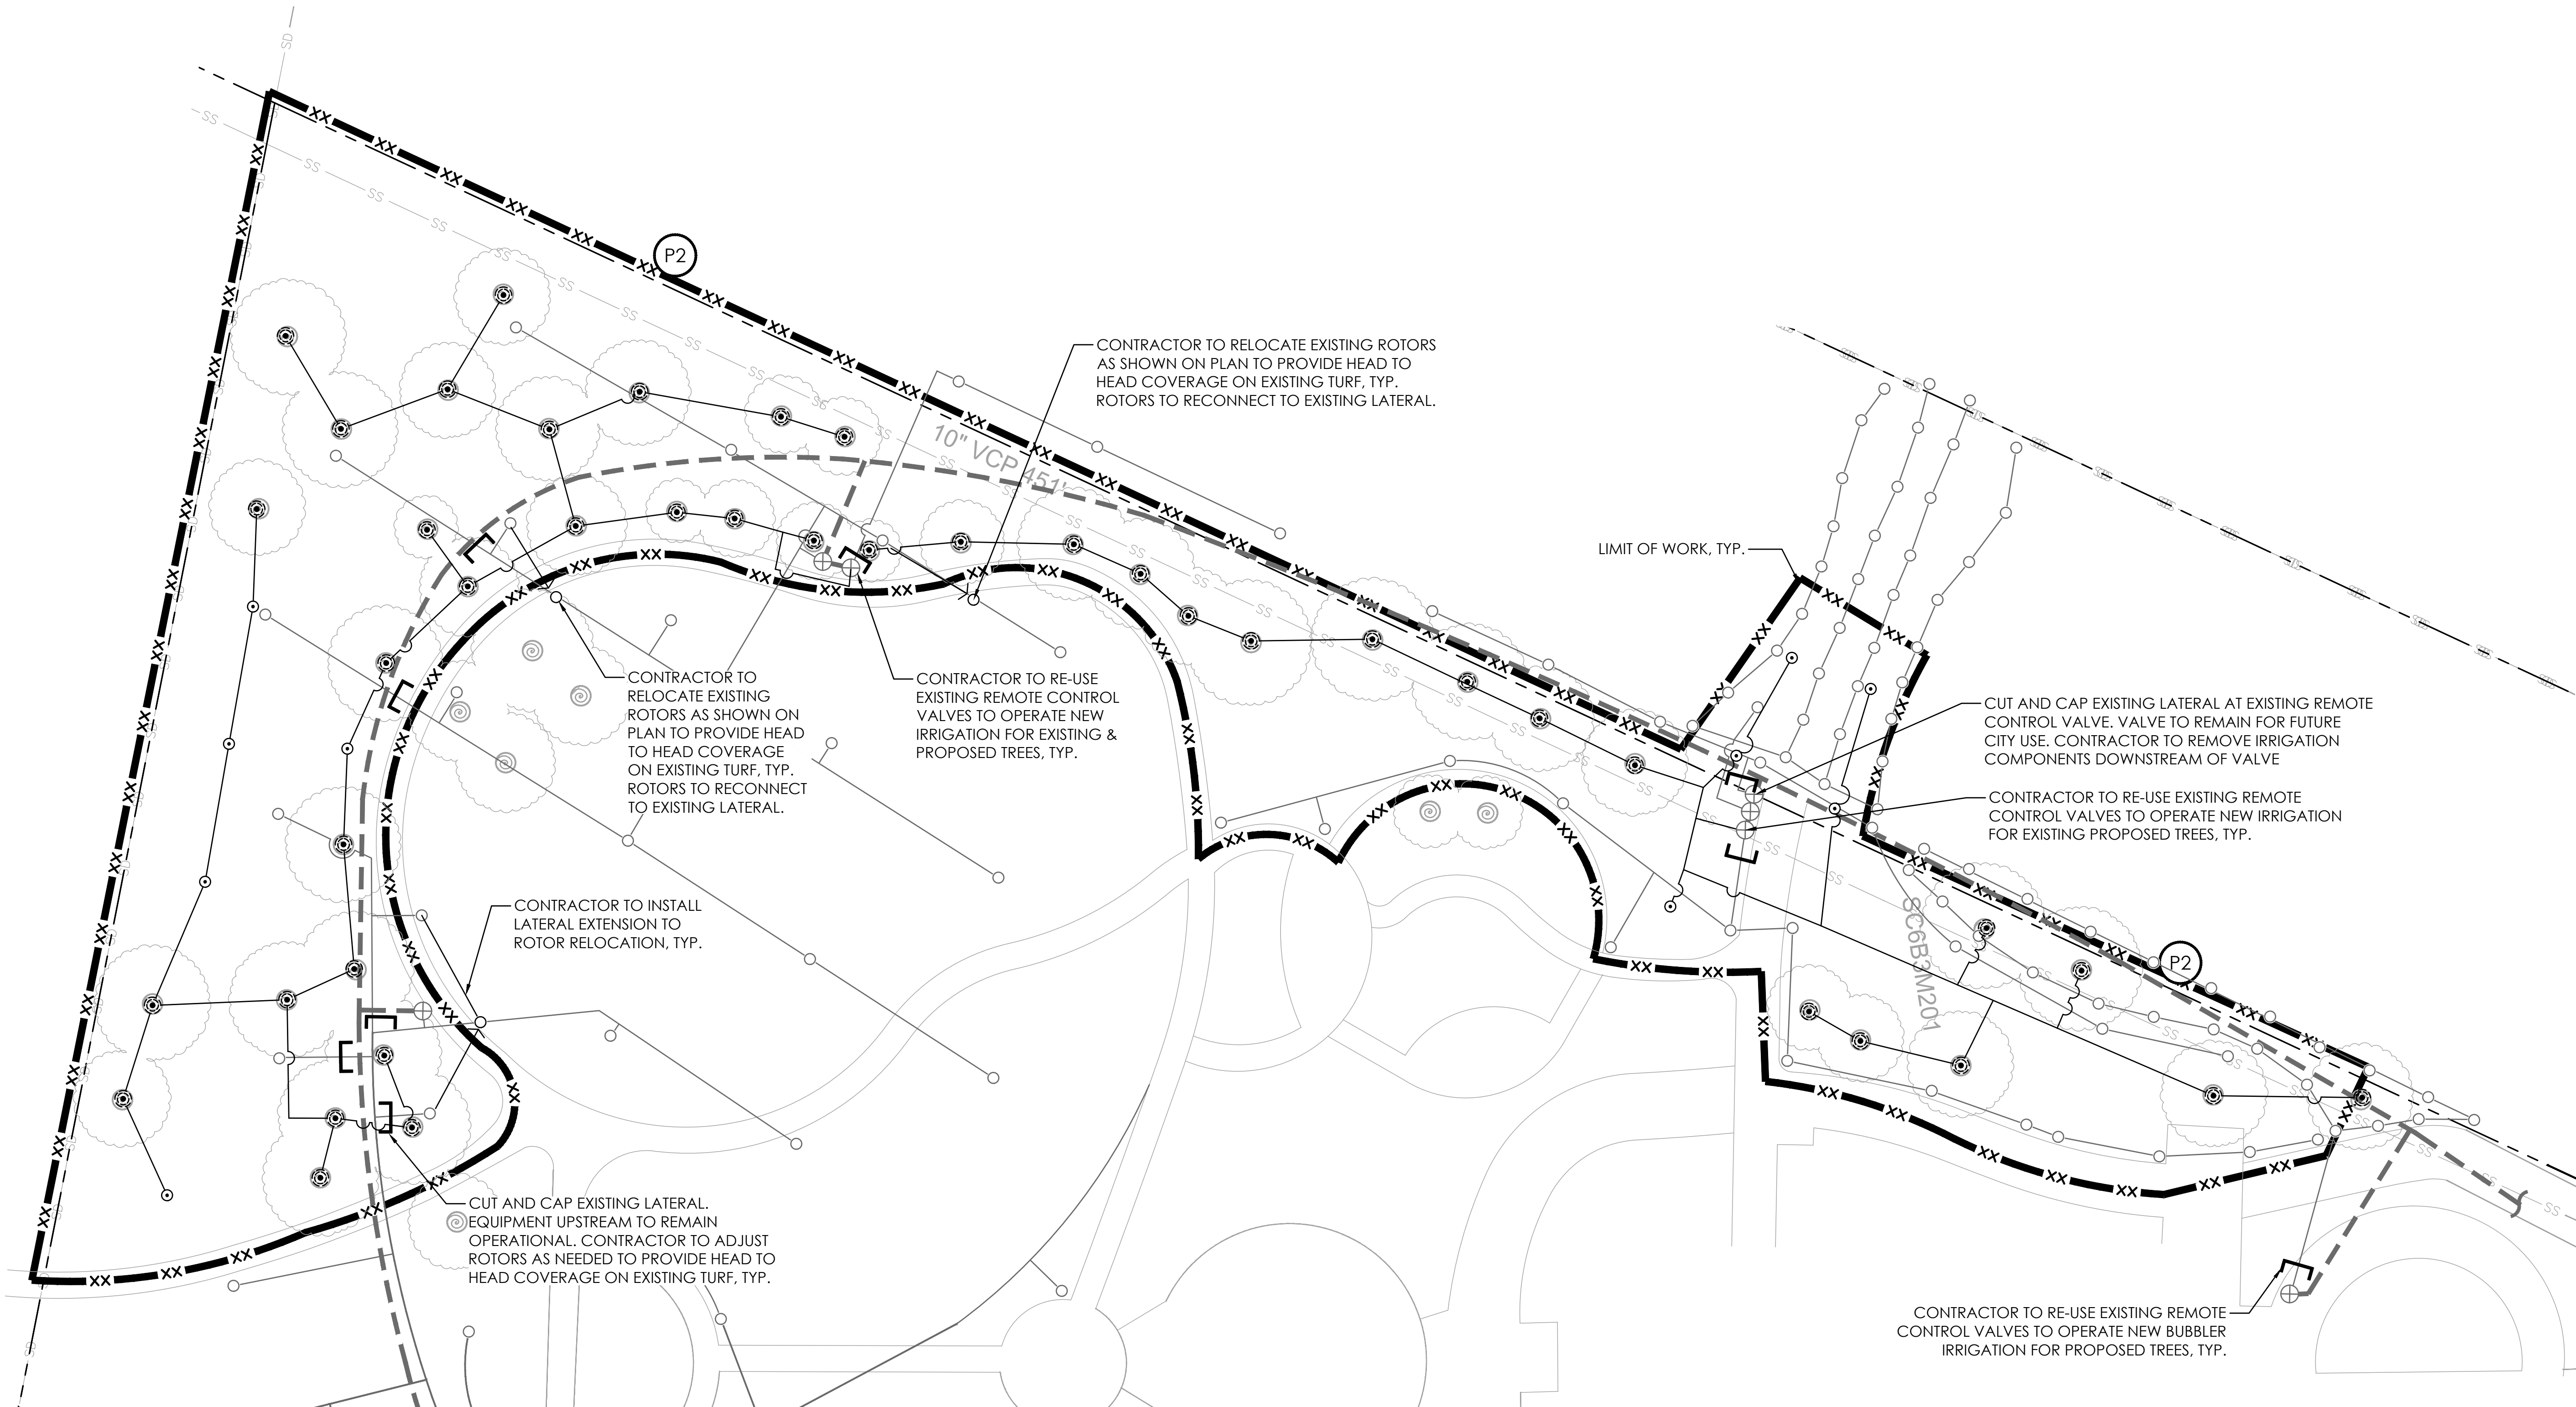 SD
SS
P2
10" VCP 451'
CONTRACTOR TO RELOCATE EXISTING ROTORS
AS SHOWN ON PLAN TO PROVIDE HEAD TO
HEAD COVERAGE ON EXISTING TURF, TYP.
ROTORS TO RECONNECT TO EXISTING LATERAL.
LIMIT OF WORK, TYP.
CONTRACTOR TO
RELOCATE EXISTING
ROTORS AS SHOWN ON
PLAN TO PROVIDE HEAD
TO HEAD COVERAGE
ON EXISTING TURF, TYP.
ROTORS TO RECONNECT
TO EXISTING LATERAL.
CONTRACTOR TO RE-USE
EXISTING REMOTE CONTROL
VALVES TO OPERATE NEW
IRRIGATION FOR EXISTING &
PROPOSED TREES, TYP.
CUT AND CAP EXISTING LATERAL AT EXISTING REMOTE
CONTROL VALVE. VALVE TO REMAIN FOR FUTURE
CITY USE. CONTRACTOR TO REMOVE IRRIGATION
COMPONENTS DOWNSTREAM OF VALVE
CONTRACTOR TO RE-USE EXISTING REMOTE
CONTROL VALVES TO OPERATE NEW IRRIGATION
FOR EXISTING PROPOSED TREES, TYP.
CONTRACTOR TO INSTALL
LATERAL EXTENSION TO
ROTOR RELOCATION, TYP.
SC6B3M201
P2
CUT AND CAP EXISTING LATERAL.
EQUIPMENT UPSTREAM TO REMAIN
OPERATIONAL. CONTRACTOR TO ADJUST
ROTORS AS NEEDED TO PROVIDE HEAD TO
HEAD COVERAGE ON EXISTING TURF, TYP.
CONTRACTOR TO RE-USE EXISTING REMOTE
CONTROL VALVES TO OPERATE NEW BUBBLER
IRRIGATION FOR PROPOSED TREES, TYP.